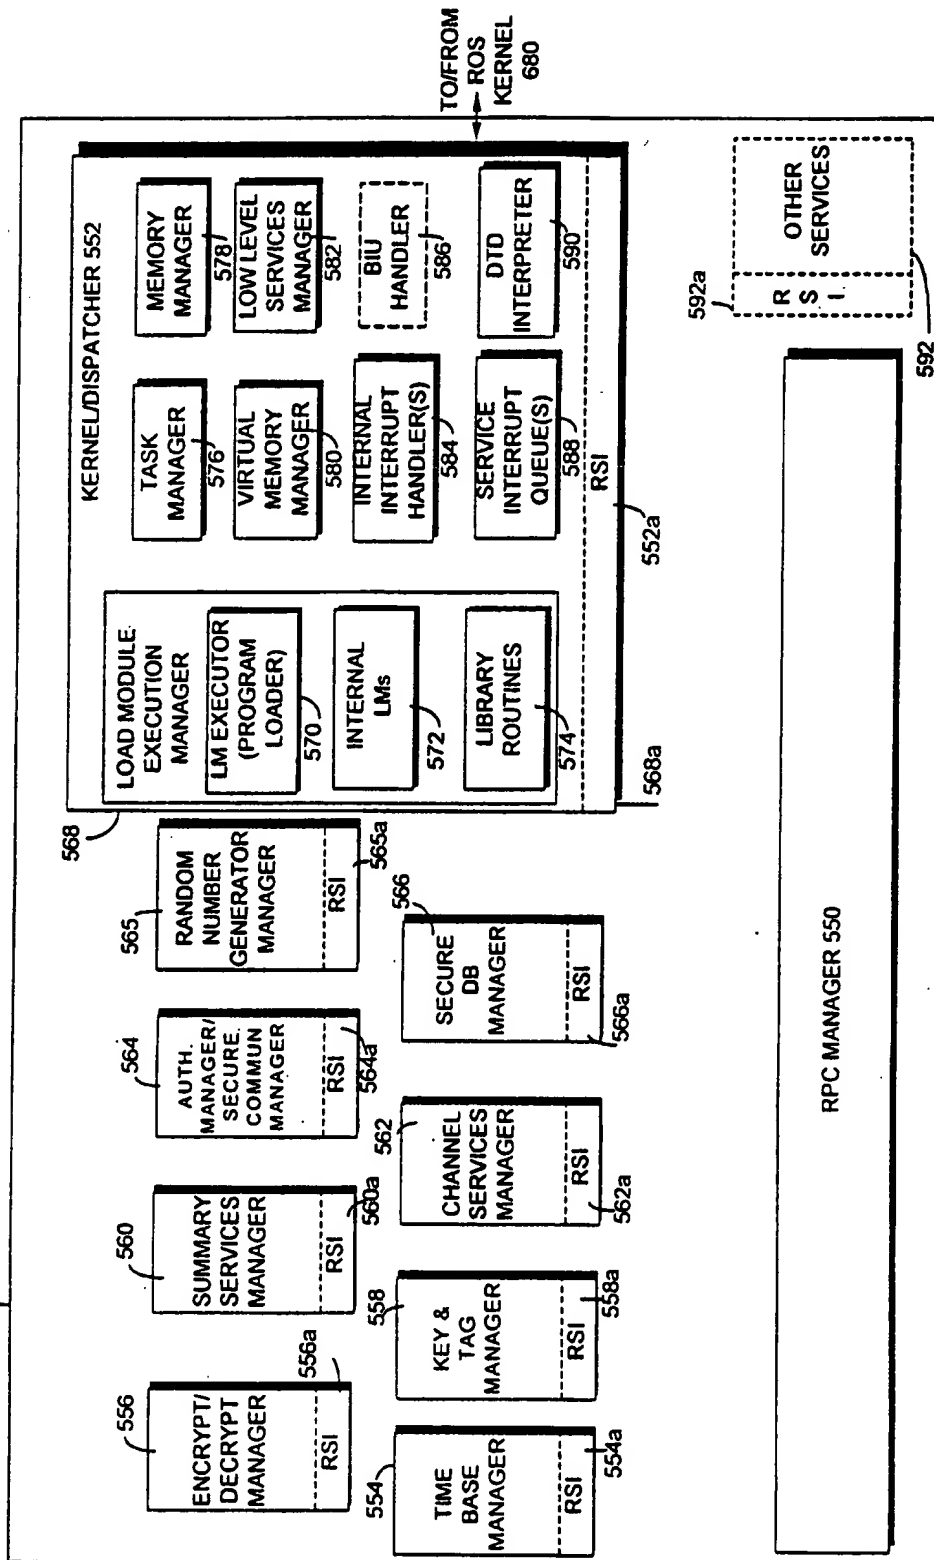 KERNEL/DISPATCHER 552
568
LOAD MODULE
EXECUTION
MANAGER
LM EXECUTOR
(PROGRAM
LOADER)
570
INTERNAL
LMs
572
LIBRARY
ROUTINES
574
568a
TASK
MANAGER
576
MEMORY
MANAGER
578
VIRTUAL
MEMORY
MANAGER
580
LOW LEVEL
SERVICES
MANAGER
582
INTERNAL
INTERRUPT
HANDLER(S)
584
BIU
HANDLER
586
SERVICE
INTERRUPT
QUEUE(S)
588
DTD
INTERPRETER
590
RSI
552a
TO/FROM
ROS
KERNEL
680
556
ENCRYPT/
DECRYPT
MANAGER
RSI
556a
560
SUMMARY
SERVICES
MANAGER
RSI
560a
564
AUTH.
MANAGER/
SECURE.
COMMUN
MANAGER
RSI
564a
565
RANDOM
NUMBER
GENERATOR
MANAGER
RSI
565a
554
TIME
BASE
MANAGER
RSI
554a
558
KEY &
TAG
MANAGER
RSI
558a
562
CHANNEL
SERVICES
MANAGER
RSI
562a
566
SECURE
DB
MANAGER
RSI
566a
592a
R
S
I
OTHER
SERVICES
592
RPC MANAGER 550